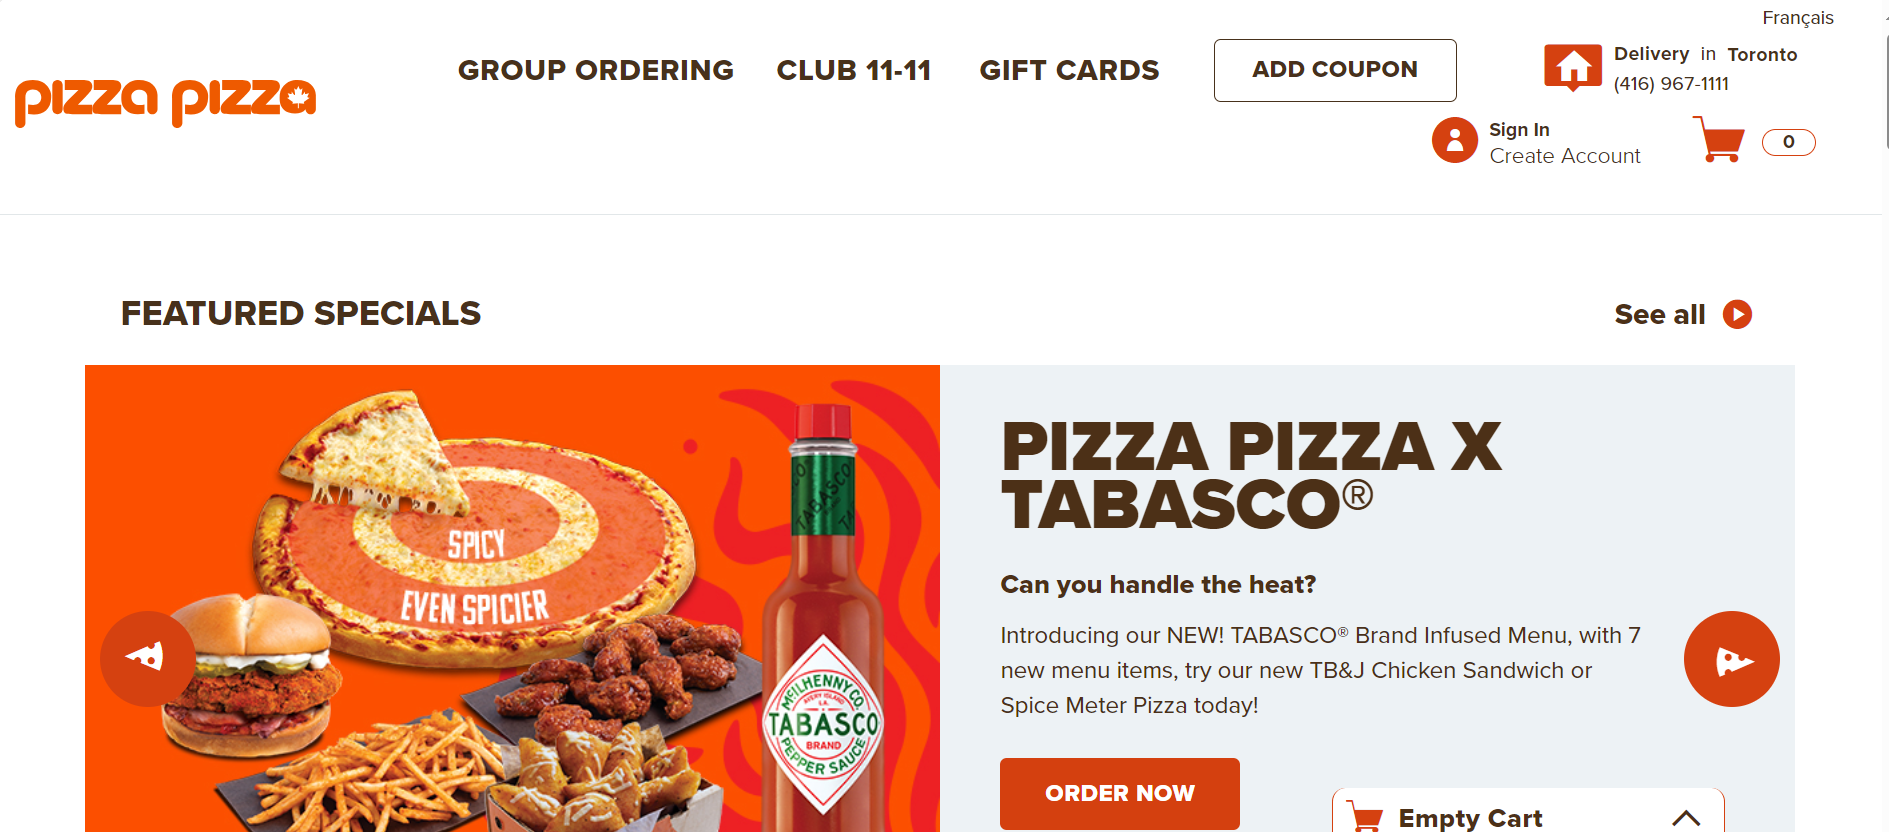 Français
pizza pizza
GROUP ORDERING
CLUB 11-11
GIFT CARDS
ADD COUPON
Delivery in Toronto
(416) 967-1111
Sign In
Create Account
0
FEATURED SPECIALS
See all
SPICY
EVEN SPICIER
TABASCO
McILHENNY CO.
AVERY ISLAND
LA.
TABASCO
BRAND
PEPPER SAUCE
PIZZA PIZZA X
TABASCO®
Can you handle the heat?
Introducing our NEW! TABASCO® Brand Infused Menu, with 7
new menu items, try our new TB&J Chicken Sandwich or
Spice Meter Pizza today!
ORDER NOW
Empty Cart